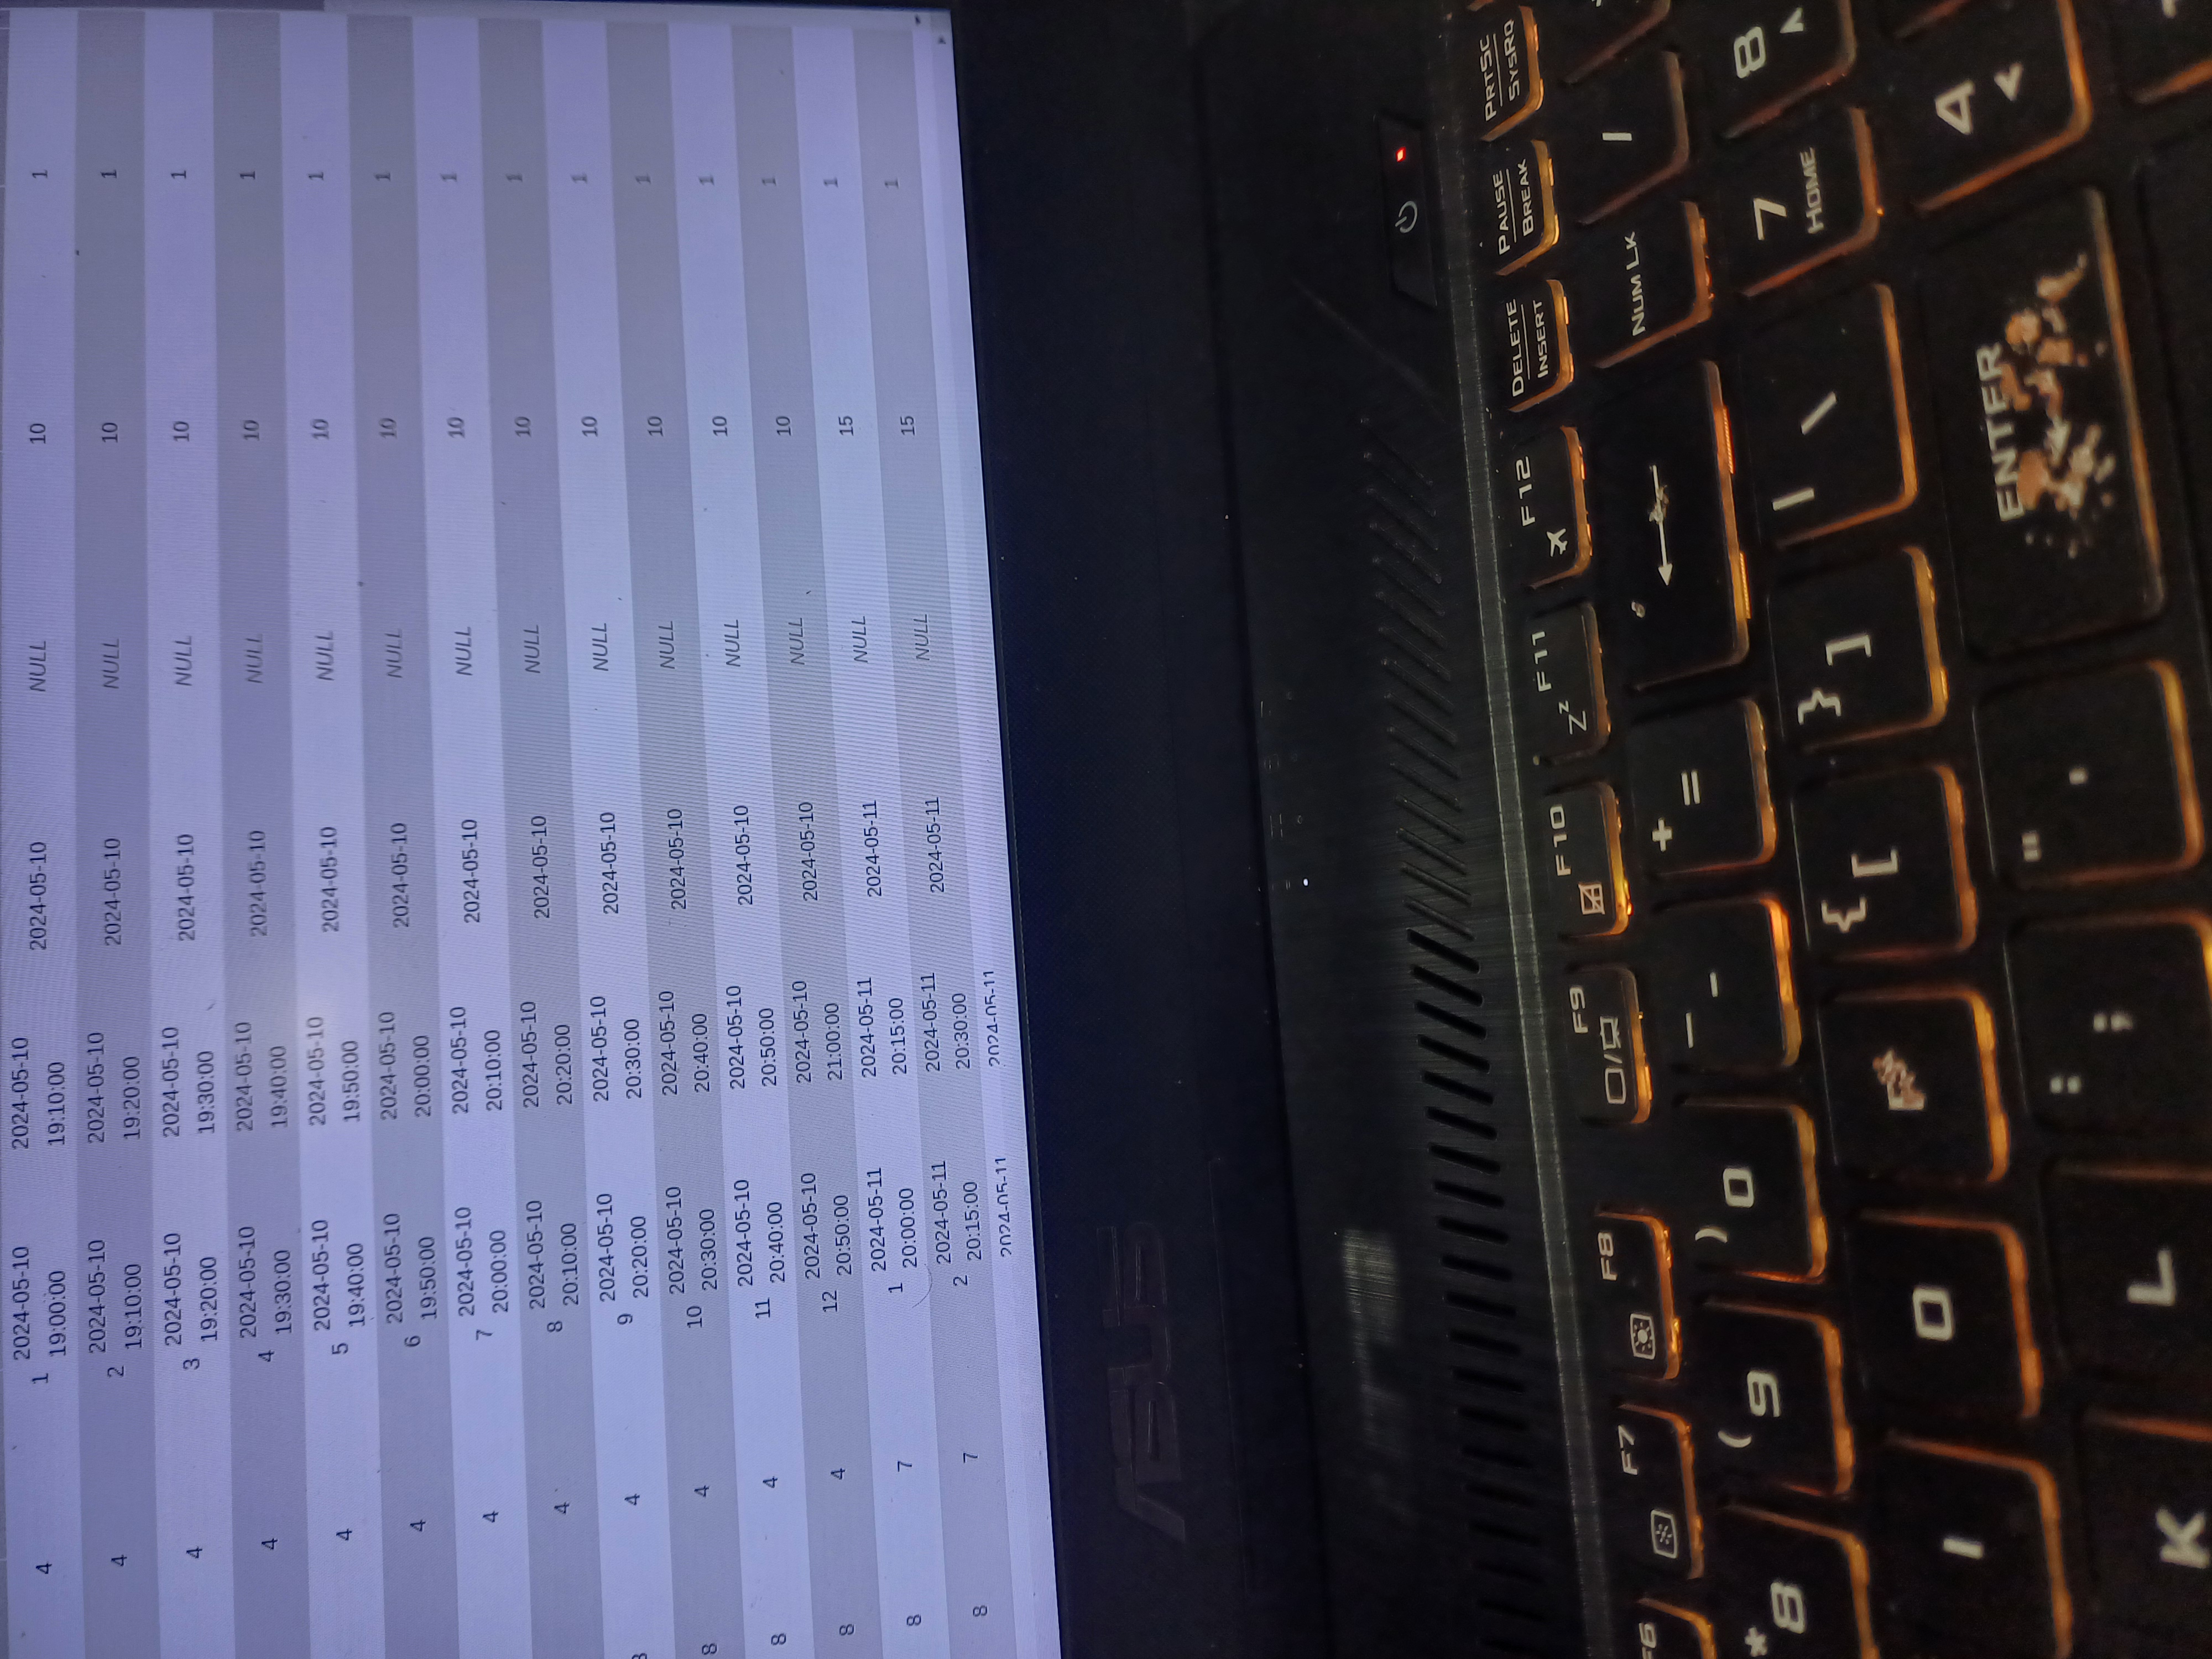 4 1 2024-05-10 2024-05-10 2024-05-10 NULL 10 1
19:00:00 19:10:00
4 2 2024-05-10 2024-05-10 2024-05-10 NULL 10 1
19:10:00 19:20:00
4 3 2024-05-10 2024-05-10 2024-05-10 NULL 10 1
19:20:00 19:30:00
4 4 2024-05-10 2024-05-10 2024-05-10 NULL 10 1
19:30:00 19:40:00
4 5 2024-05-10 2024-05-10 2024-05-10 NULL 10 1
19:40:00 19:50:00
4 6 2024-05-10 2024-05-10 2024-05-10 NULL 10 1
19:50:00 20:00:00
4 7 2024-05-10 2024-05-10 2024-05-10 NULL 10 1
20:00:00 20:10:00
4 8 2024-05-10 2024-05-10 2024-05-10 NULL 10 1
20:10:00 20:20:00
4 9 2024-05-10 2024-05-10 2024-05-10 NULL 10 1
20:20:00 20:30:00
8 4 10 2024-05-10 2024-05-10 2024-05-10 NULL 10 1
20:30:00 20:40:00
8 4 11 2024-05-10 2024-05-10 2024-05-10 NULL 10 1
20:40:00 20:50:00
8 4 12 2024-05-10 2024-05-10 2024-05-10 NULL 10 1
20:50:00 21:00:00
8 7 1 2024-05-11 2024-05-11 2024-05-11 NULL 15 1
20:00:00 20:15:00
8 7 2 2024-05-11 2024-05-11 2024-05-11 NULL 15 1
20:15:00 20:30:00
2024-05-11 2024-05-11
ASUS
F6 F7 F8 F9 F10 F11 F12 DELETE PAUSE PRTSC
INSERT BREAK SYSRQ
* ( ) _ + NUM LK /
8 9 0 - = 7 8
HOME
I O P { [ } ] | \ 4
K L : ; " ' ENTER